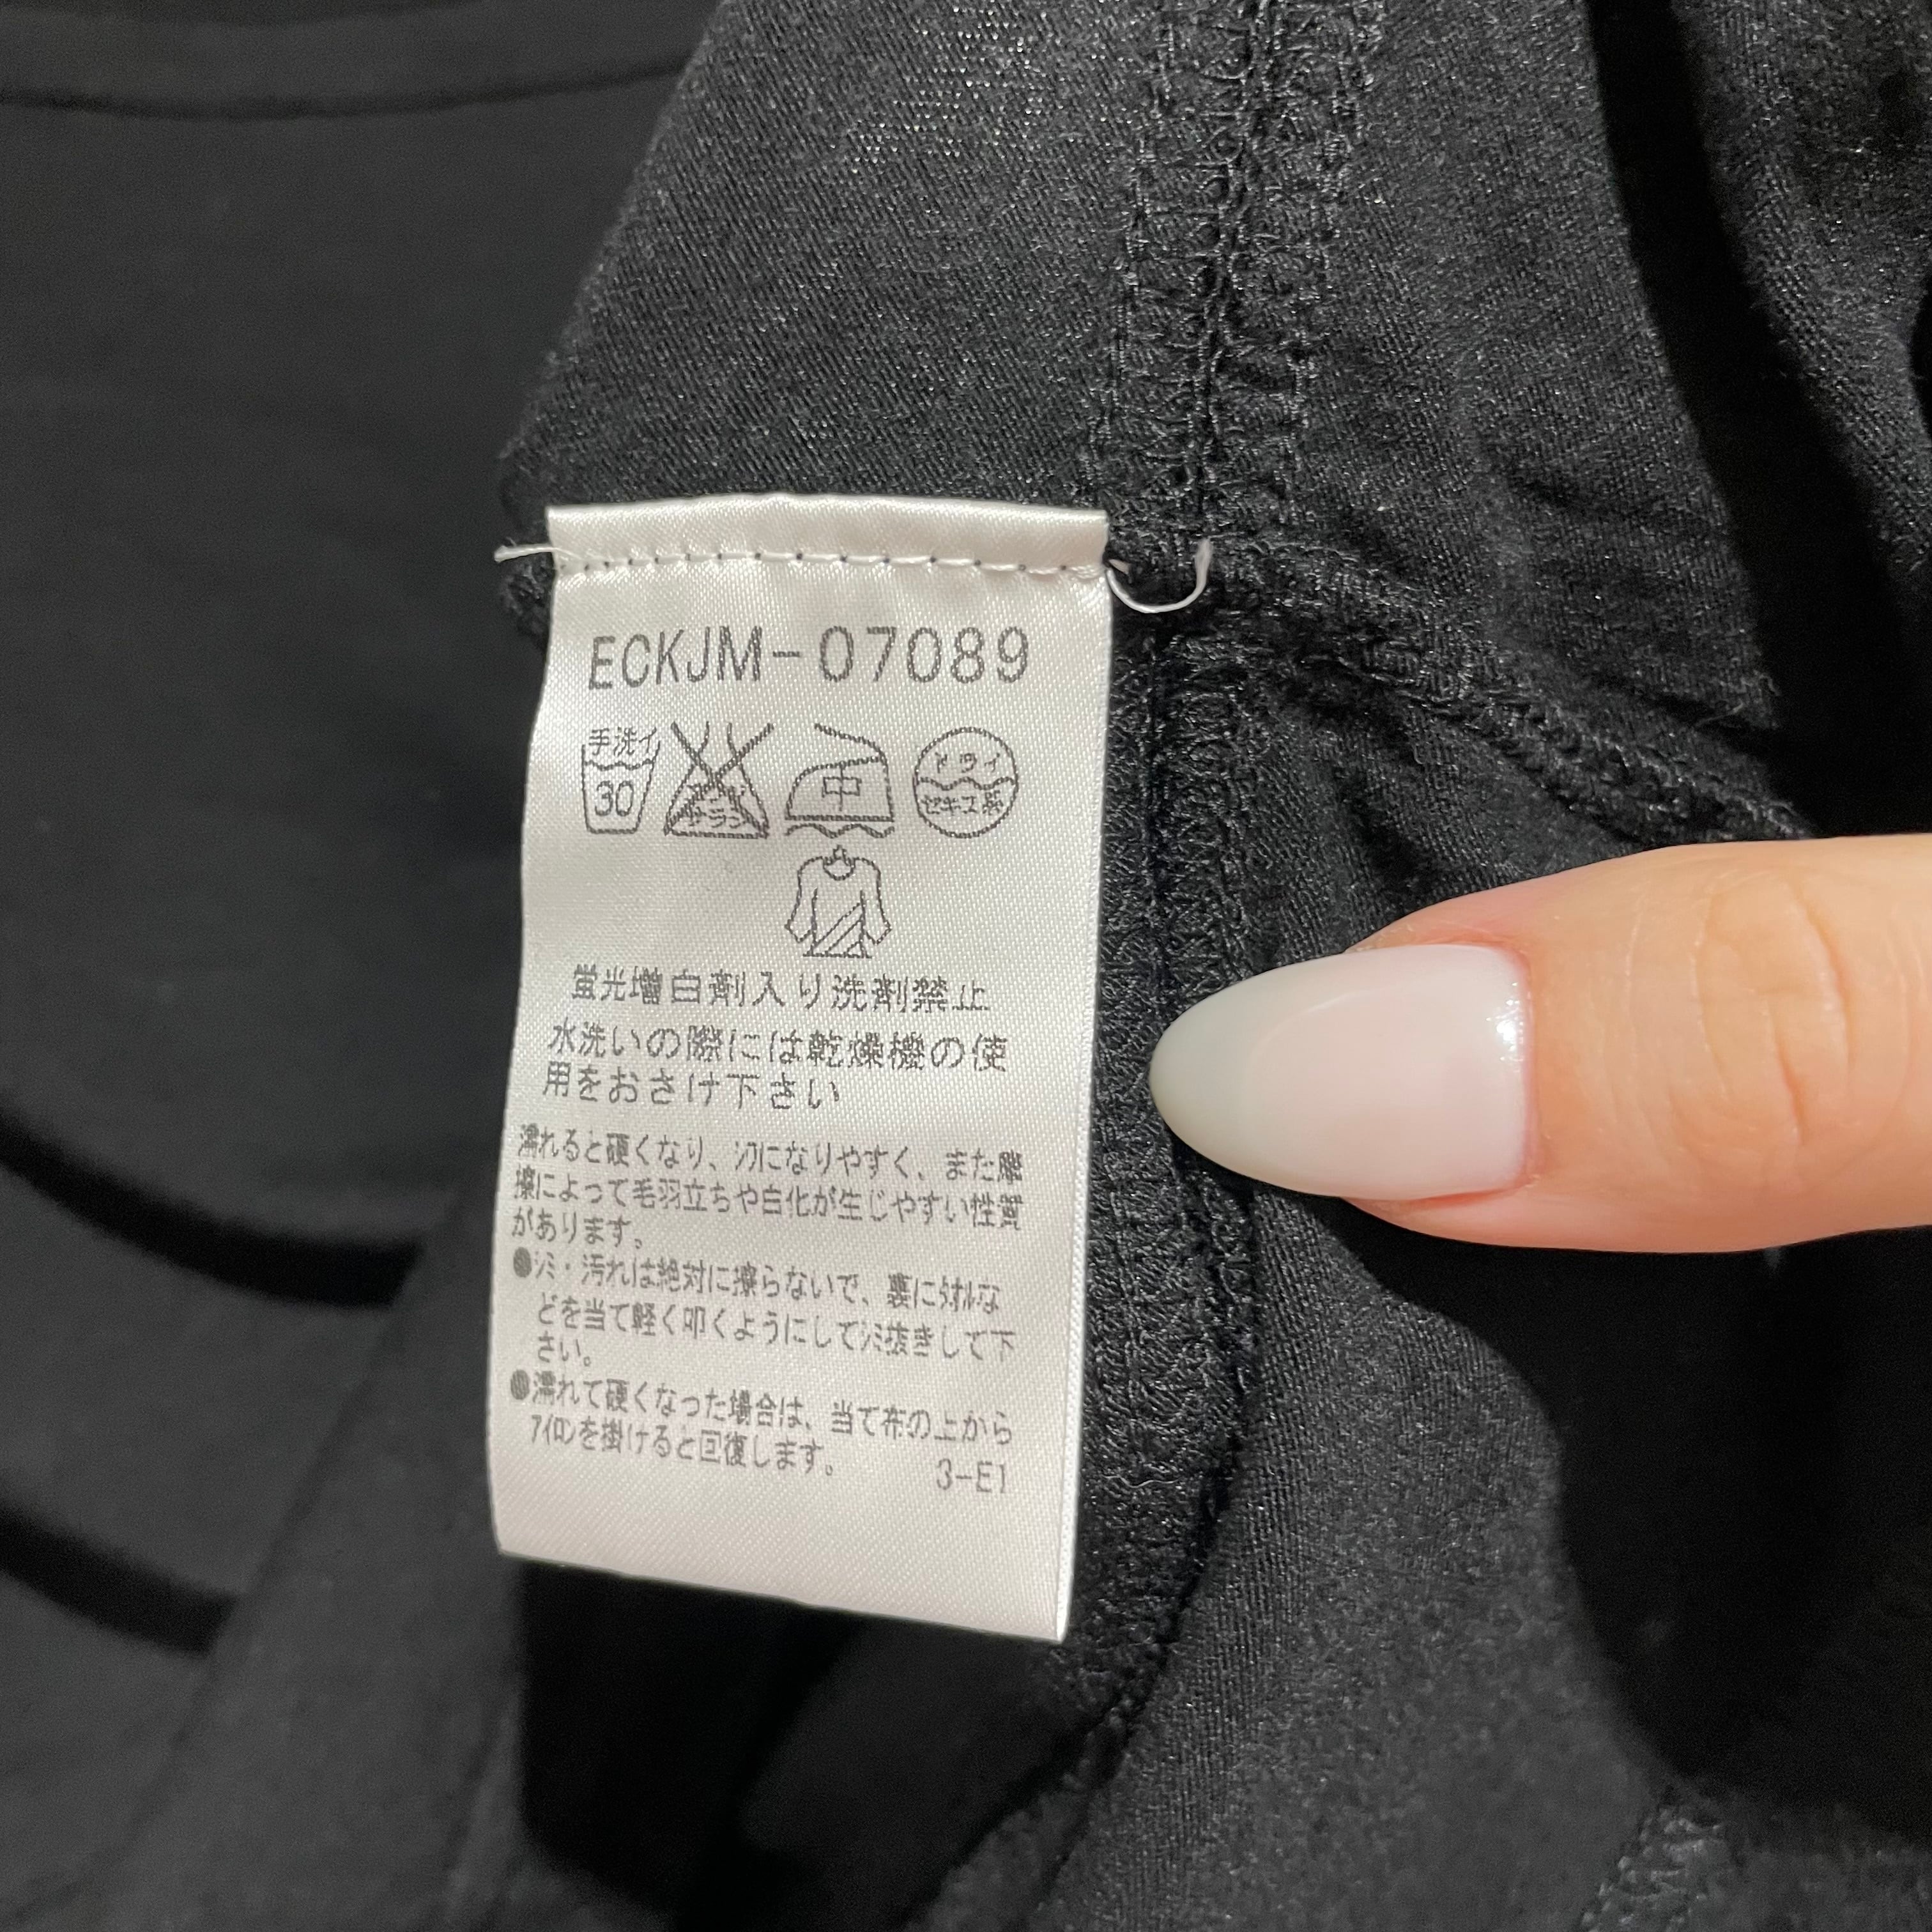 ECKJM-07089
手洗イ 30
エンソ サラシ
中
ドライ セキユ系
蛍光増白剤入り洗剤禁止
水洗いの際には乾燥機の使
用をおさけ下さい
濡れると硬くなり、シワになりやすく、また摩
擦によって毛羽立ちや白化が生じやすい性質
があります。
●シミ・汚れは絶対に擦らないで、裏にタオルな
どを当て軽く叩くようにしてシミ抜きして下
さい。
●濡れて硬くなった場合は、当て布の上から
アイロンを掛けると回復します。
3-E1